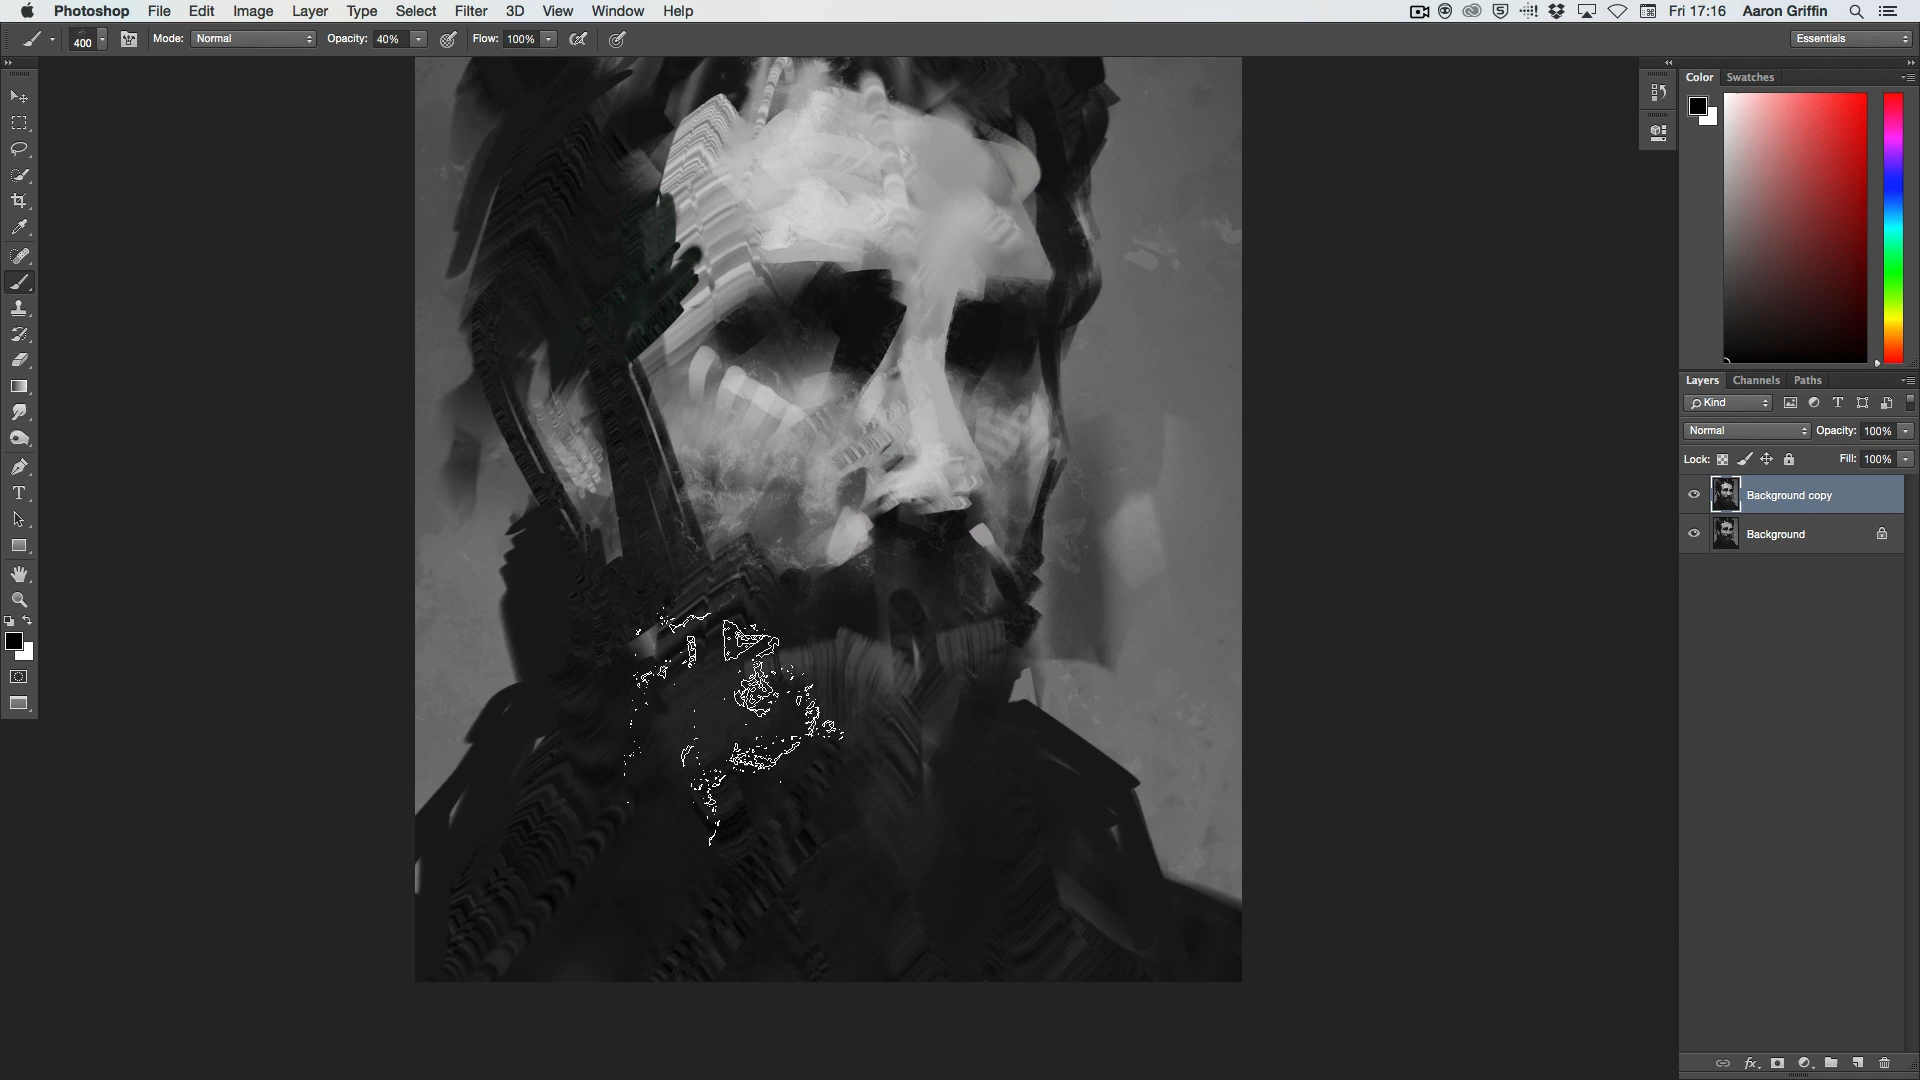 Photoshop File Edit Image Layer Type Select Filter 3D View Window Help Fri 17:16 Aaron Griffin
400 Mode: Normal Opacity: 40% Flow: 100% Essentials
Color Swatches
Layers Channels Paths
Kind
Normal Opacity: 100%
Lock: Fill: 100%
Background copy
Background